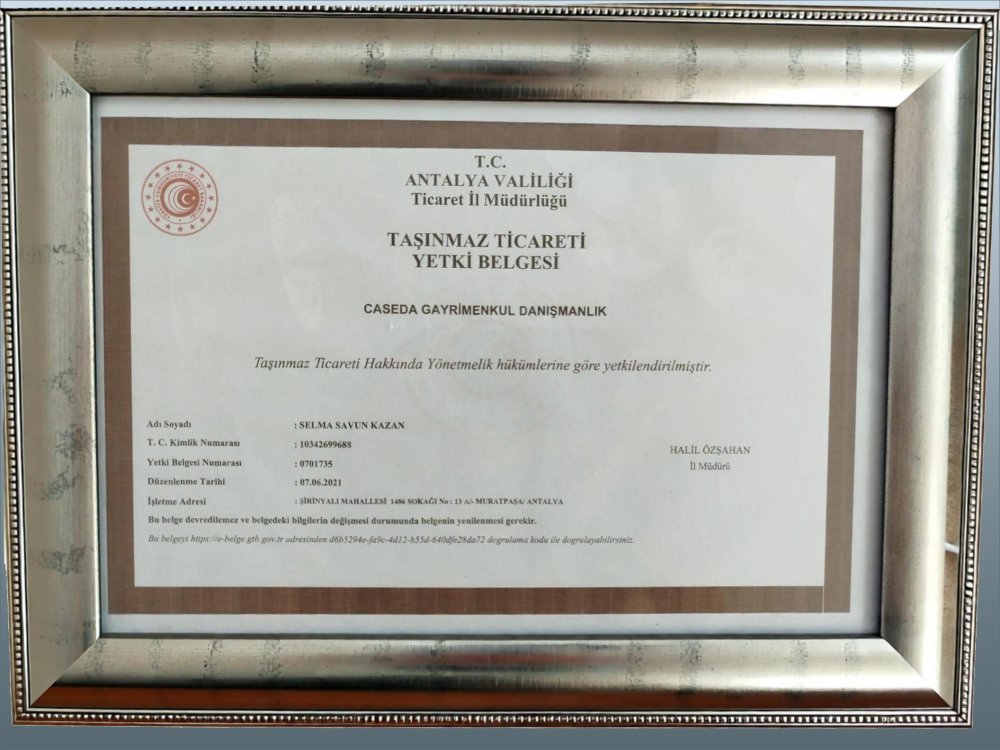 T.C.
ANTALYA VALİLİĞİ
Ticaret İl Müdürlüğü
TAŞINMAZ TİCARETİ
YETKİ BELGESİ
CASEDA GAYRİMENKUL DANIŞMANLIK
Taşınmaz Ticareti Hakkında Yönetmelik hükümlerine göre yetkilendirilmiştir.
Adı Soyadı : SELMA SAVUN KAZAN
T. C. Kimlik Numarası : 10342699688
Yetki Belgesi Numarası : 0701735
Düzenlenme Tarihi : 07.06.2021
İşletme Adresi : ŞİRİNYALI MAHALLESİ 1486 SOKAĞI No : 13 A/- MURATPAŞA/ ANTALYA
HALİL ÖZŞAHAN
İl Müdürü
Bu belge devredilemez ve belgedeki bilgilerin değişmesi durumunda belgenin yenilenmesi gerekir.
Bu belgeyi https://e-belge.gtb.gov.tr adresinden d6b5294e-fa9c-4d12-b55d-640dfe28da72 dogrulama kodu ile dogrulayabilirsiniz.